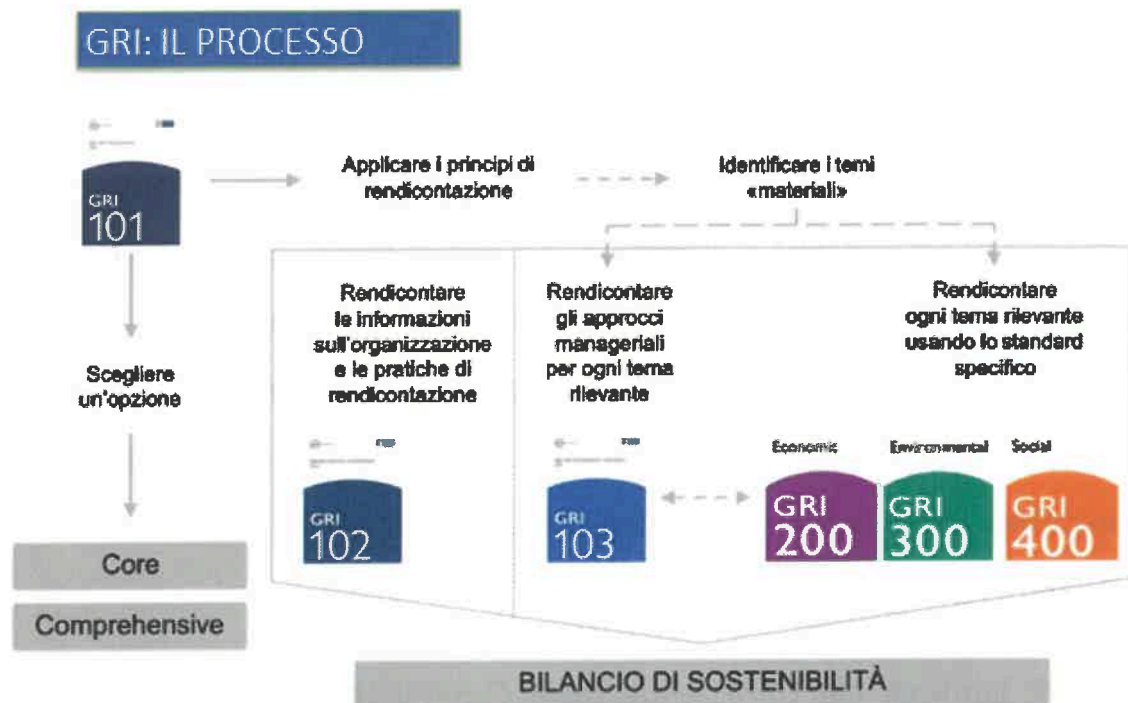 GRI: IL PROCESSO
GRI
101
Applicare i principi di
rendicontazione
Identificare i temi
«materiali»
Scegliere
un'opzione
Core
Comprehensive
Rendicontare
le informazioni
sull'organizzazione
e le pratiche di
rendicontazione
GRI
102
Rendicontare
gli approcci
manageriali
per ogni tema
rilevante
GRI
103
Rendicontare
ogni tema rilevante
usando lo standard
specifico
Economic
GRI
200
Environmental
GRI
300
Social
GRI
400
BILANCIO DI SOSTENIBILITÀ